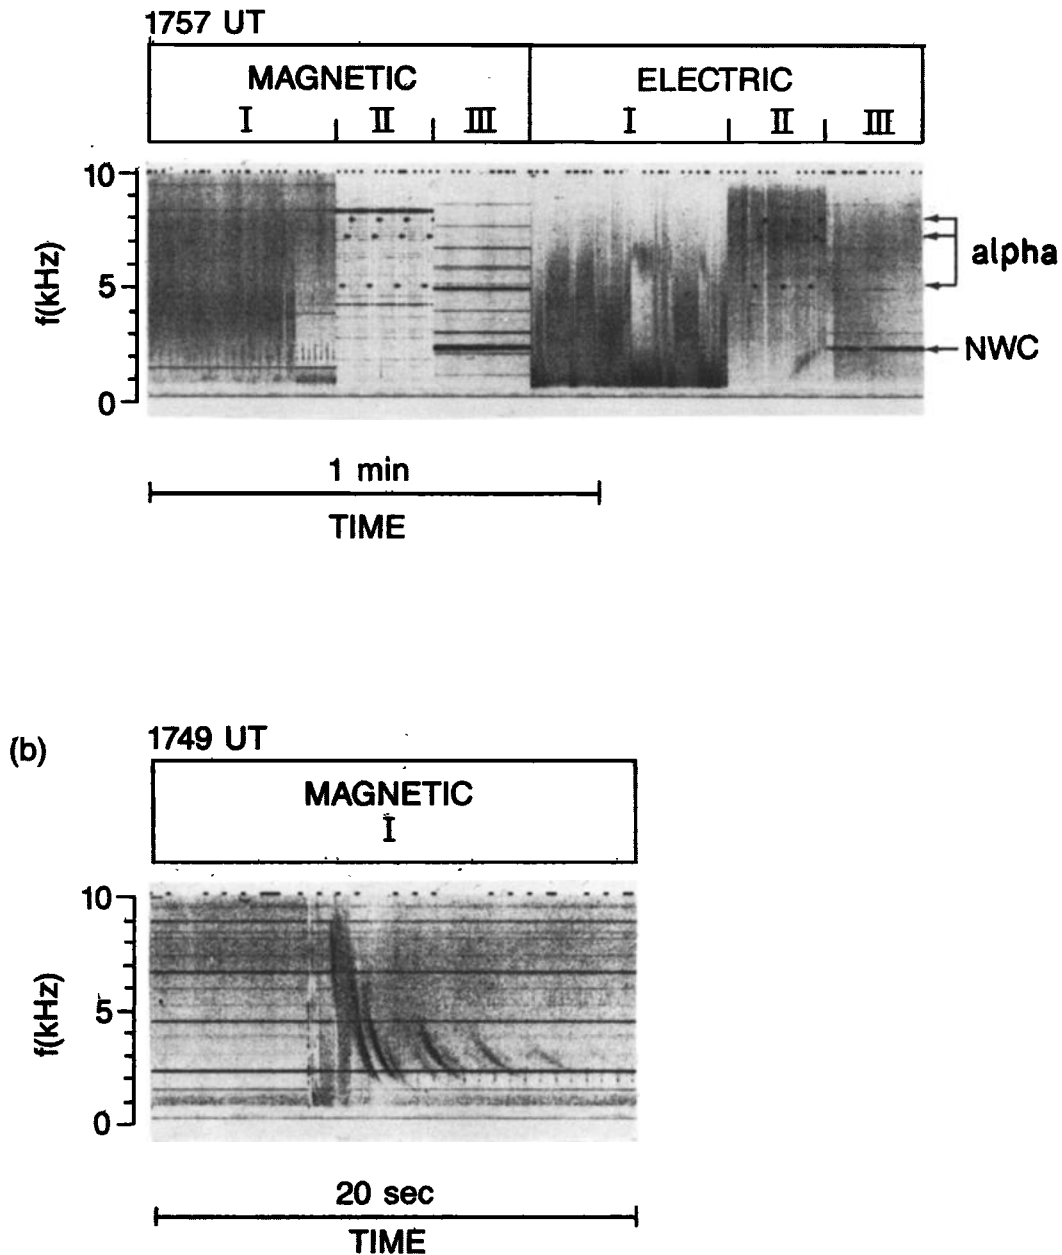 1757 UT
MAGNETIC ELECTRIC
I II III I II III
10
5
0
f(kHz)
alpha
NWC
1 min
TIME
(b)
1749 UT
MAGNETIC
I
10
5
0
f(kHz)
20 sec
TIME